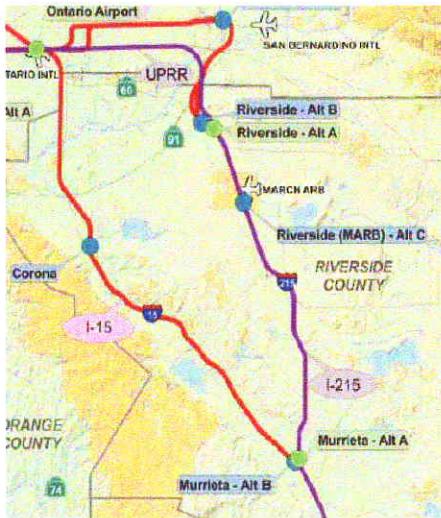 Ontario Airport
SAN BERNARDINO INTL
TARIO INTL
UPRR
Alt A
60
Riverside - Alt B
Riverside - Alt A
91
MARCH ARB
Riverside (MARB) - Alt C
Corona
RIVERSIDE
COUNTY
215
15
I-15
I-215
ORANGE
COUNTY
Murrieta - Alt A
Murrieta - Alt B
74